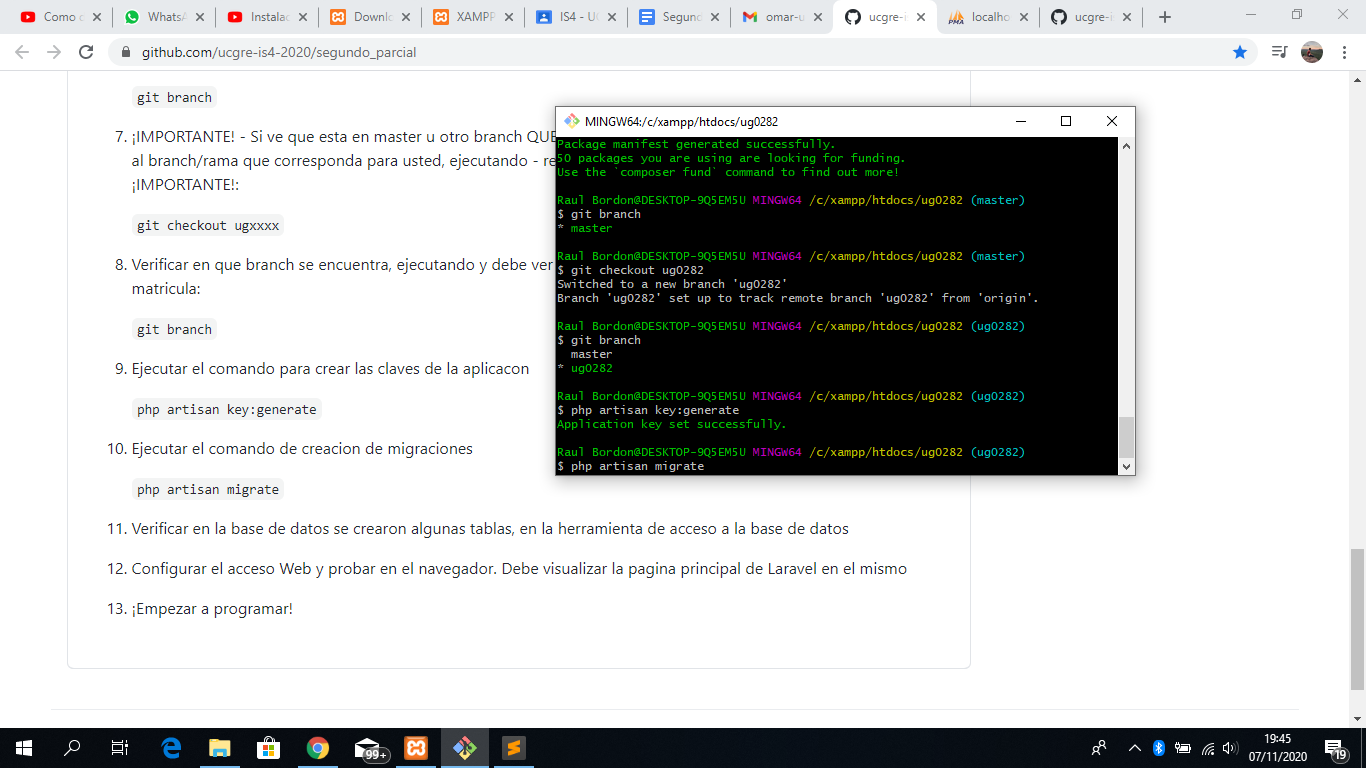 Como c
WhatsA
Instalac
Downlc
XAMPP
IS4 - UC
Segund
omar-u
ucgre-i
localho
ucgre-i
github.com/ucgre-is4-2020/segundo_parcial
git branch
7. ¡IMPORTANTE! - Si ve que esta en master u otro branch QUE
al branch/rama que corresponda para usted, ejecutando - re
¡IMPORTANTE!:
git checkout ugxxxx
8. Verificar en que branch se encuentra, ejecutando y debe ver
matricula:
git branch
9. Ejecutar el comando para crear las claves de la aplicacon
php artisan key:generate
10. Ejecutar el comando de creacion de migraciones
php artisan migrate
11. Verificar en la base de datos se crearon algunas tablas, en la herramienta de acceso a la base de datos
12. Configurar el acceso Web y probar en el navegador. Debe visualizar la pagina principal de Laravel en el mismo
13. ¡Empezar a programar!
MINGW64:/c/xampp/htdocs/ug0282
Package manifest generated successfully.
50 packages you are using are looking for funding.
Use the `composer fund` command to find out more!
Raul Bordon@DESKTOP-9Q5EM5U MINGW64 /c/xampp/htdocs/ug0282 (master)
$ git branch
* master
Raul Bordon@DESKTOP-9Q5EM5U MINGW64 /c/xampp/htdocs/ug0282 (master)
$ git checkout ug0282
Switched to a new branch 'ug0282'
Branch 'ug0282' set up to track remote branch 'ug0282' from 'origin'.
Raul Bordon@DESKTOP-9Q5EM5U MINGW64 /c/xampp/htdocs/ug0282 (ug0282)
$ git branch
master
* ug0282
Raul Bordon@DESKTOP-9Q5EM5U MINGW64 /c/xampp/htdocs/ug0282 (ug0282)
$ php artisan key:generate
Application key set successfully.
Raul Bordon@DESKTOP-9Q5EM5U MINGW64 /c/xampp/htdocs/ug0282 (ug0282)
$ php artisan migrate
99+
19:45
07/11/2020
19